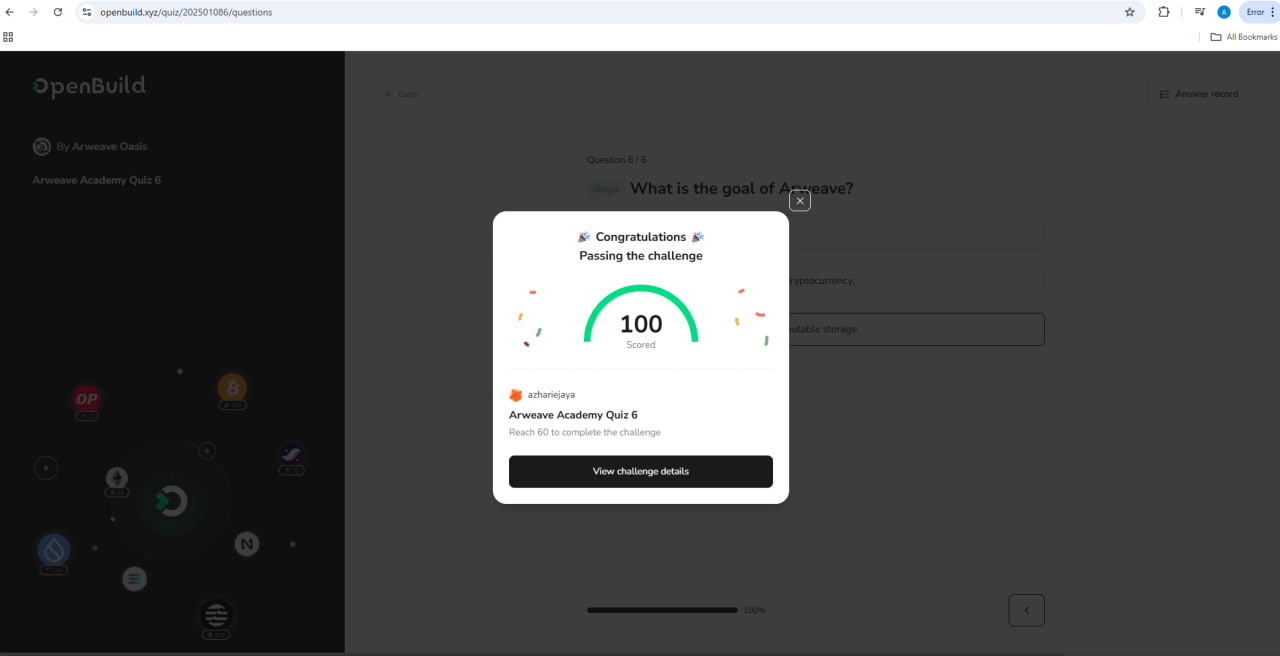 openbuild.xyz/quiz/202501086/questions
A
Error
All Bookmarks
OpenBuild
By Arweave Oasis
Arweave Academy Quiz 6
OP
Close
Answer record
Question 6 / 6
Single
What is the goal of Arweave?
ryptocurrency.
utable storage.
Congratulations
Passing the challenge
100
Scored
azhariejaya
Arweave Academy Quiz 6
Reach 60 to complete the challenge
View challenge details
100%